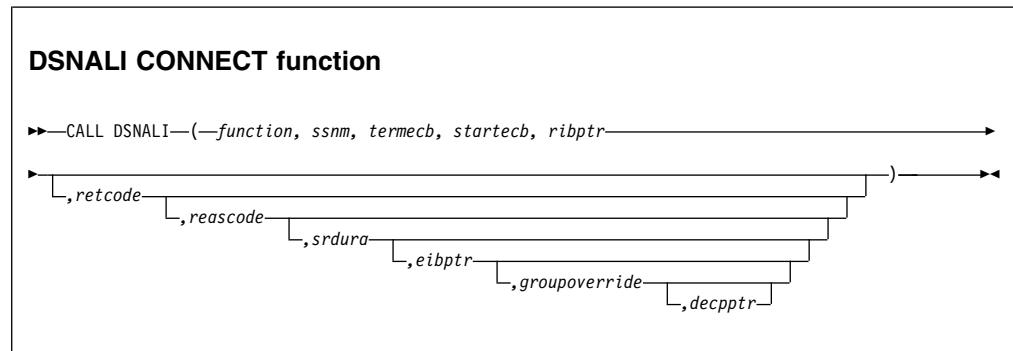 DSNALI CONNECT function
CALL DSNALI ( function, ssnm, termecb, startecb, ribptr
)
,retcode
,reascode
,srdura
,eibptr
,groupoverride
,decpptr